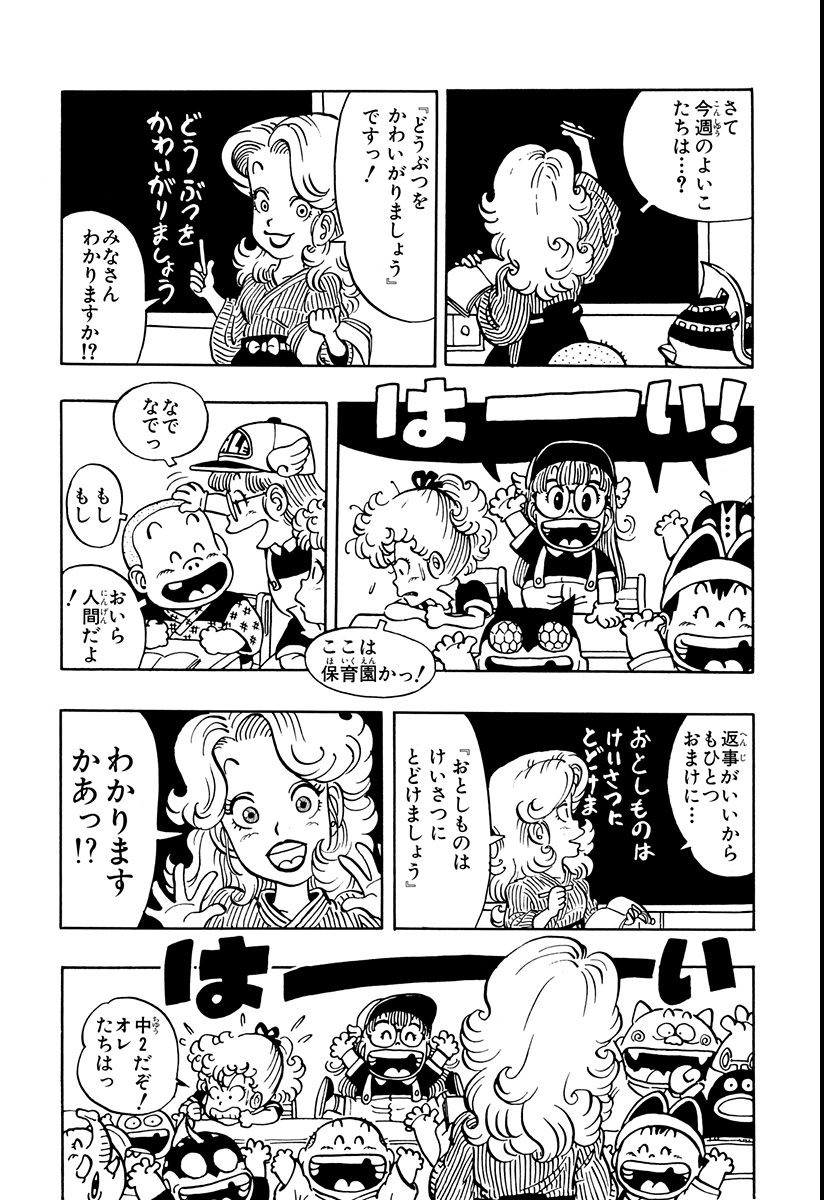 さて
今週のよいこ
たちは…?
『どうぶつを
かわいがりましょう』
ですっ!
どうぶつを
かわいがりましょう
みなさん
わかりますか!?
はーい!
ここは
保育園かっ!
なで
なでっ
もし
もし
おいら
人間だよ
!
返事がいいから
もひとつ
おまけに…
おとしものは
けいさつに
とどけま
『おとしものは
けいさつに
とどけましょう』
わかります
かあっ!?
はーい
中2だぞ!
オレ
たちはっ